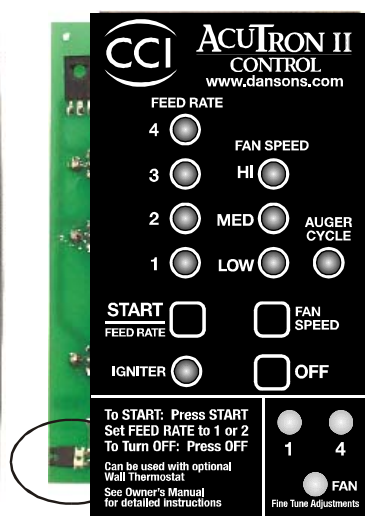 CCI
ACUTRON II
CONTROL
www.dansons.com
FEED RATE
4
3
2
1
FAN SPEED
HI
MED
LOW
AUGER
CYCLE
START
FEED RATE
FAN
SPEED
IGNITER
OFF
To START: Press START
Set FEED RATE to 1 or 2
To Turn OFF: Press OFF
Can be used with optional
Wall Thermostat
See Owner's Manual
for detailed instructions
1
4
FAN
Fine Tune Adjustments